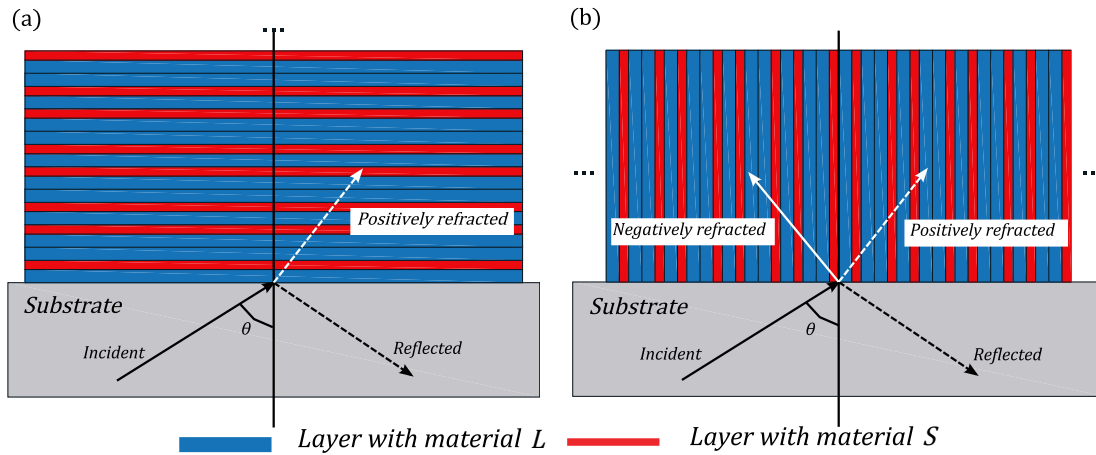 (a)
...
Positively refracted
Substrate
θ
Incident
Reflected
(b)
... ...
Negatively refracted
Positively refracted
Substrate
θ
Incident
Reflected
Layer with material L
Layer with material S